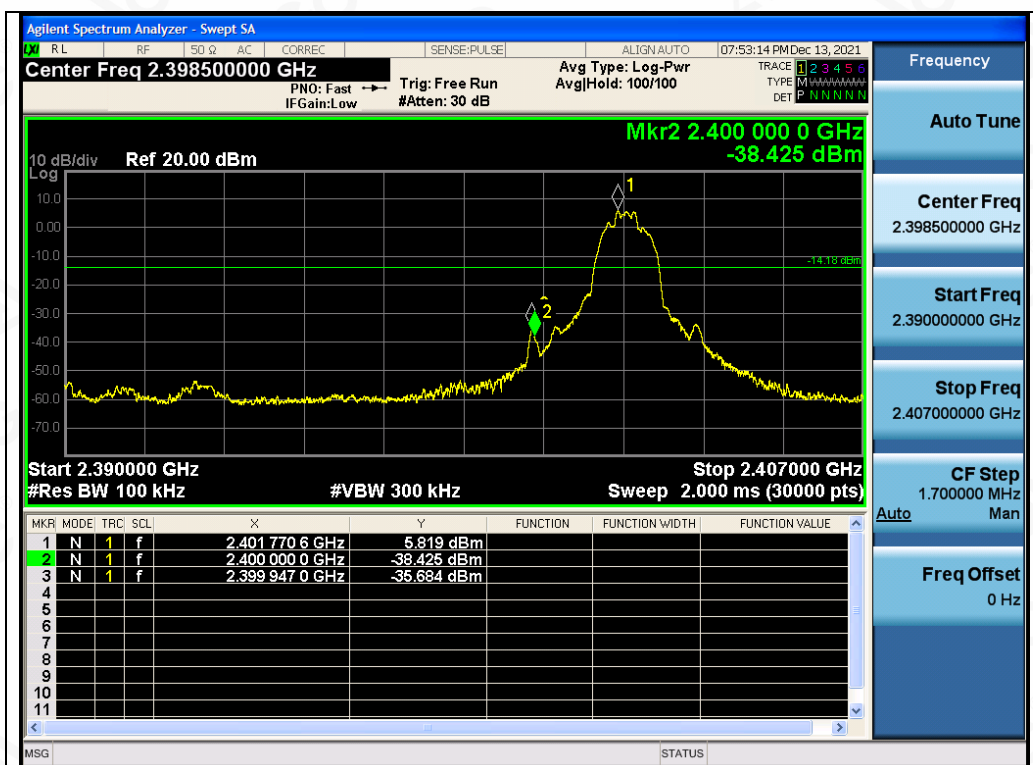 Agilent Spectrum Analyzer - Swept SA
LXI RL RF 50 Ω AC CORREC SENSE:PULSE ALIGN AUTO 07:53:14 PM Dec 13, 2021
Center Freq 2.398500000 GHz
PNO: Fast
IFGain:Low
Trig: Free Run
#Atten: 30 dB
Avg Type: Log-Pwr
Avg|Hold: 100/100
TRACE 1 2 3 4 5 6
TYPE MWWWWW
DET P N N N N N
Mkr2 2.400 000 0 GHz
-38.425 dBm
10 dB/div Ref 20.00 dBm
Log
10.0
0.00
-10.0
-20.0
-30.0
-40.0
-50.0
-60.0
-70.0
1
-14.18 dBm
2
Start 2.390000 GHz Stop 2.407000 GHz
#Res BW 100 kHz #VBW 300 kHz Sweep 2.000 ms (30000 pts)
MKR MODE TRC SCL X Y FUNCTION FUNCTION WIDTH FUNCTION VALUE
1 N 1 f 2.401 770 6 GHz 5.819 dBm
2 N 1 f 2.400 000 0 GHz -38.425 dBm
3 N 1 f 2.399 947 0 GHz -35.684 dBm
4
5
6
7
8
9
10
11
MSG STATUS
Frequency
Auto Tune
Center Freq
2.398500000 GHz
Start Freq
2.390000000 GHz
Stop Freq
2.407000000 GHz
CF Step
1.700000 MHz
Auto Man
Freq Offset
0 Hz